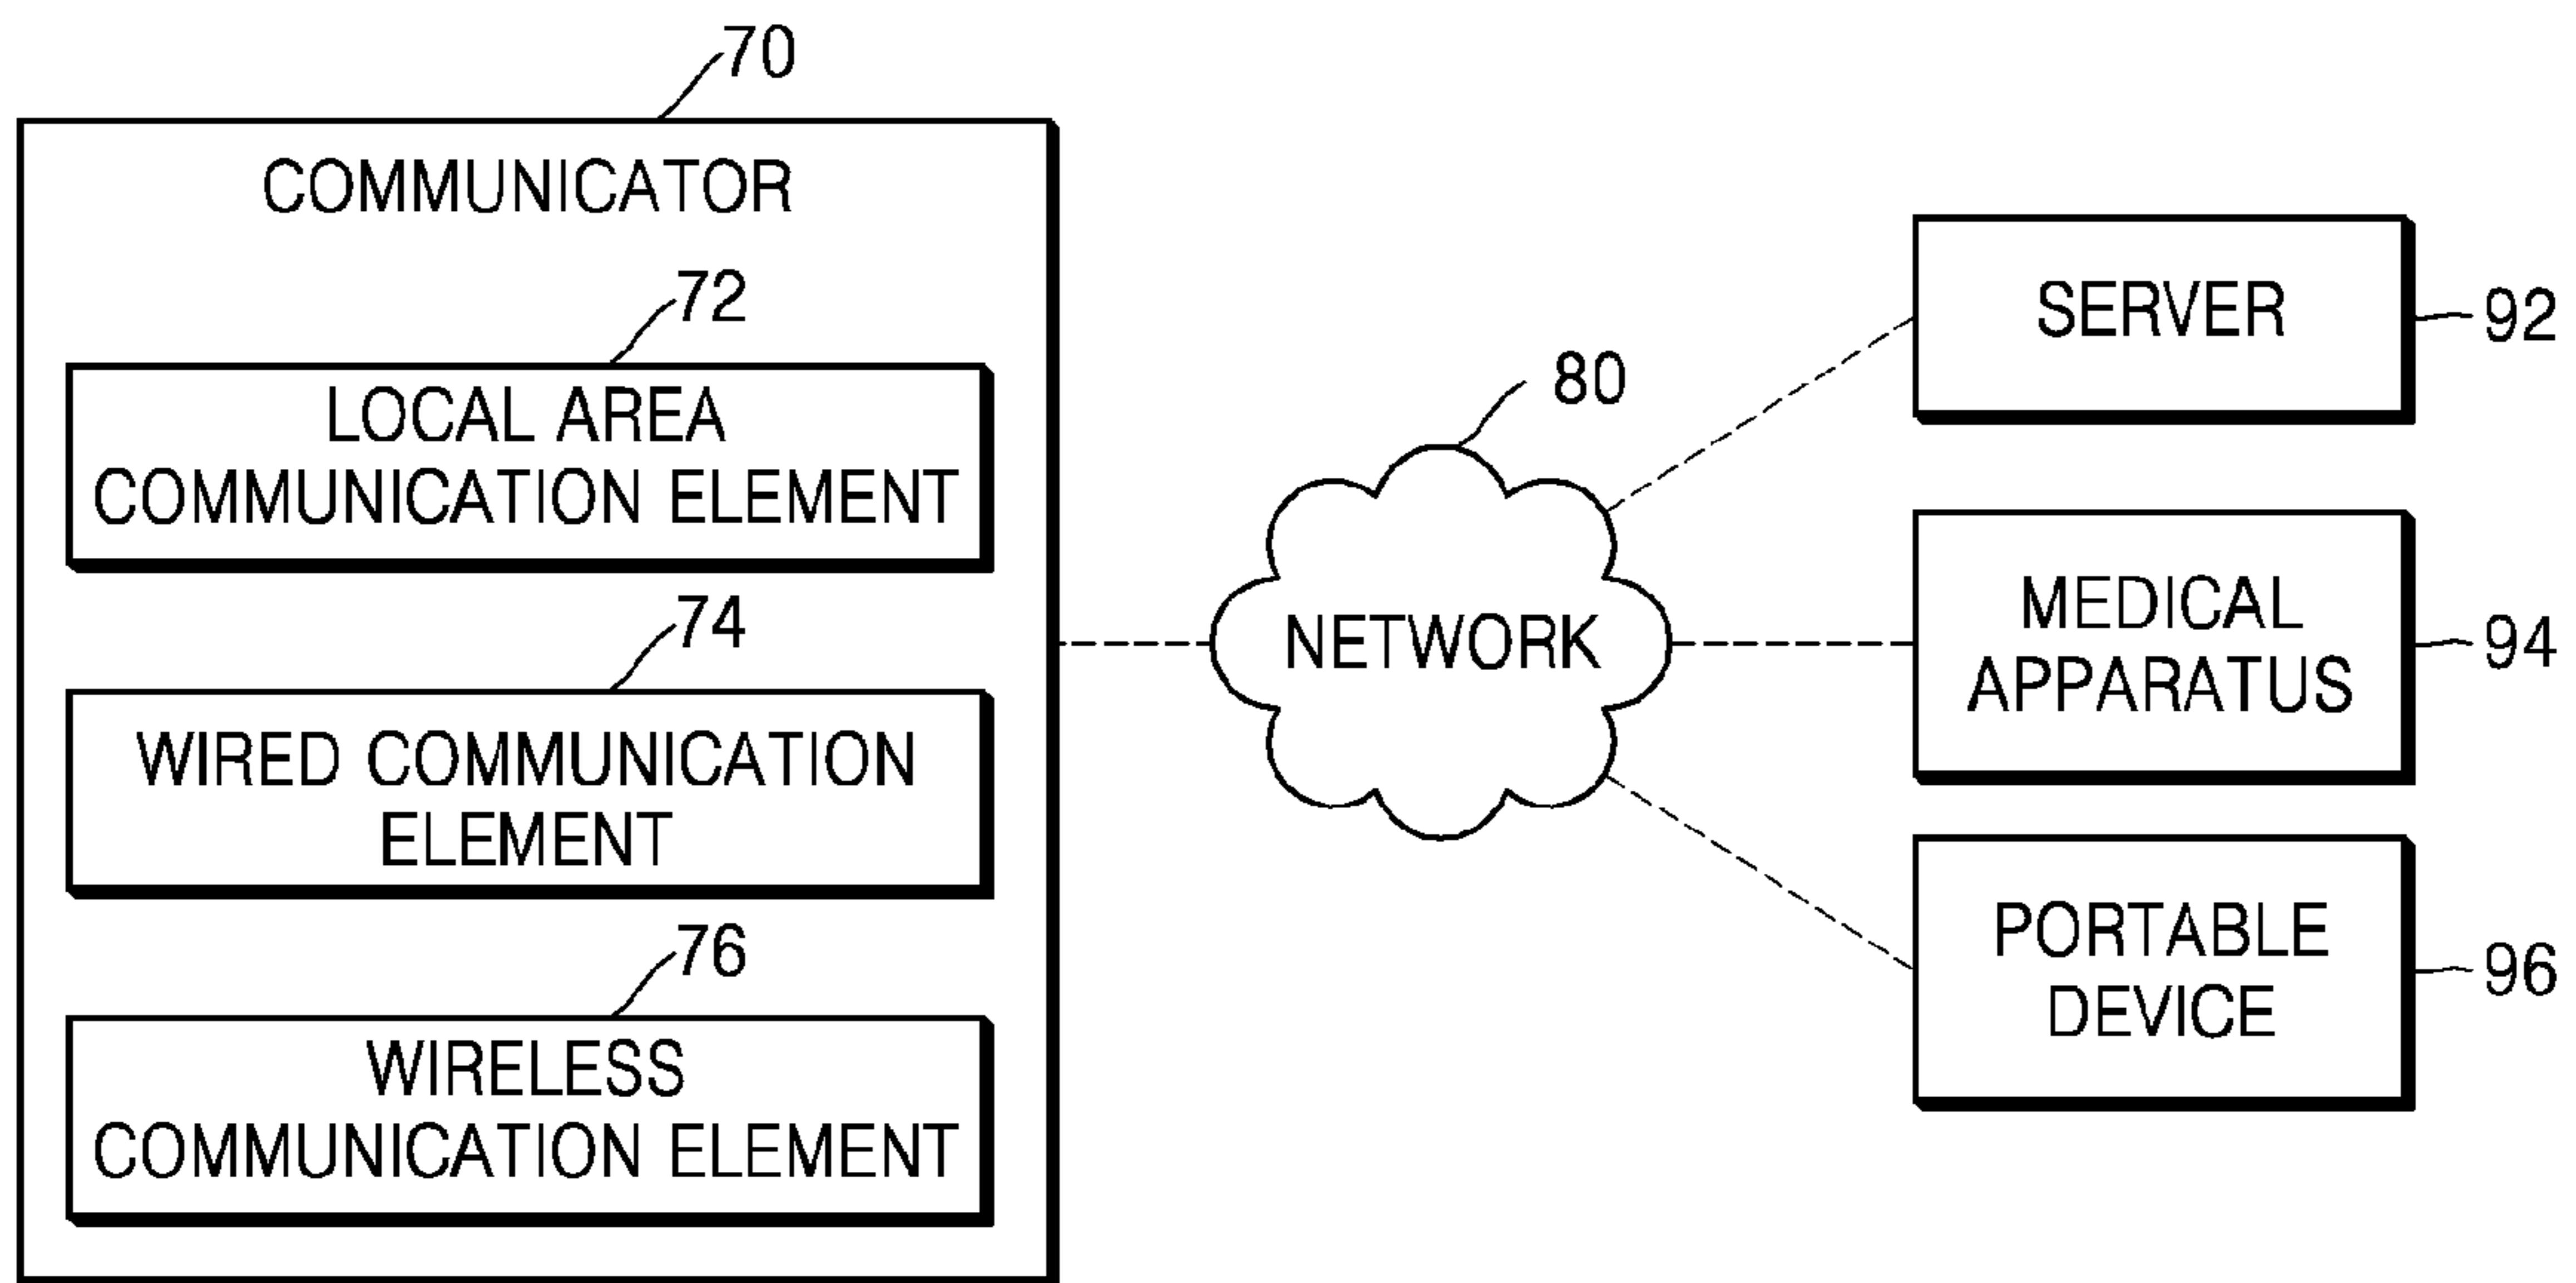 70
COMMUNICATOR
72
LOCAL AREA
COMMUNICATION ELEMENT
74
WIRED COMMUNICATION
ELEMENT
76
WIRELESS
COMMUNICATION ELEMENT
80
NETWORK
SERVER
92
MEDICAL
APPARATUS
94
PORTABLE
DEVICE
96